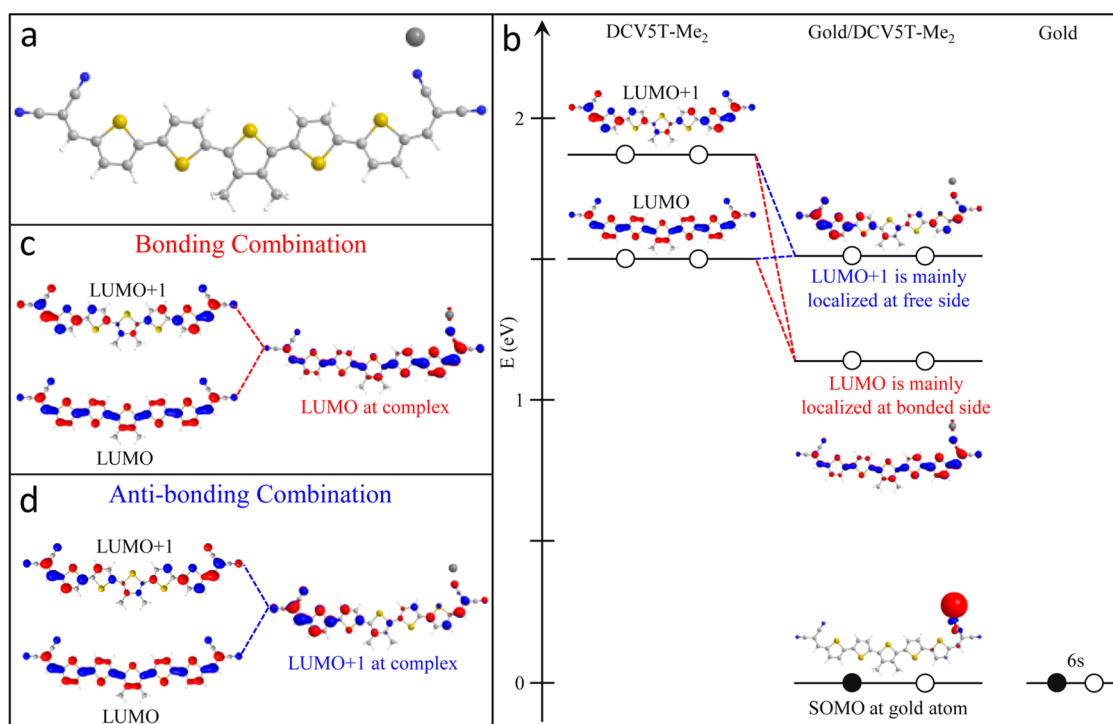 a
c
Bonding Combination
LUMO+1
LUMO at complex
LUMO
d
Anti-bonding Combination
LUMO+1
LUMO+1 at complex
LUMO
b
DCV5T-Me₂
Gold/DCV5T-Me₂
Gold
E (eV)
2
1
0
LUMO+1
LUMO
LUMO+1 is mainly
localized at free side
LUMO is mainly
localized at bonded side
6s
SOMO at gold atom